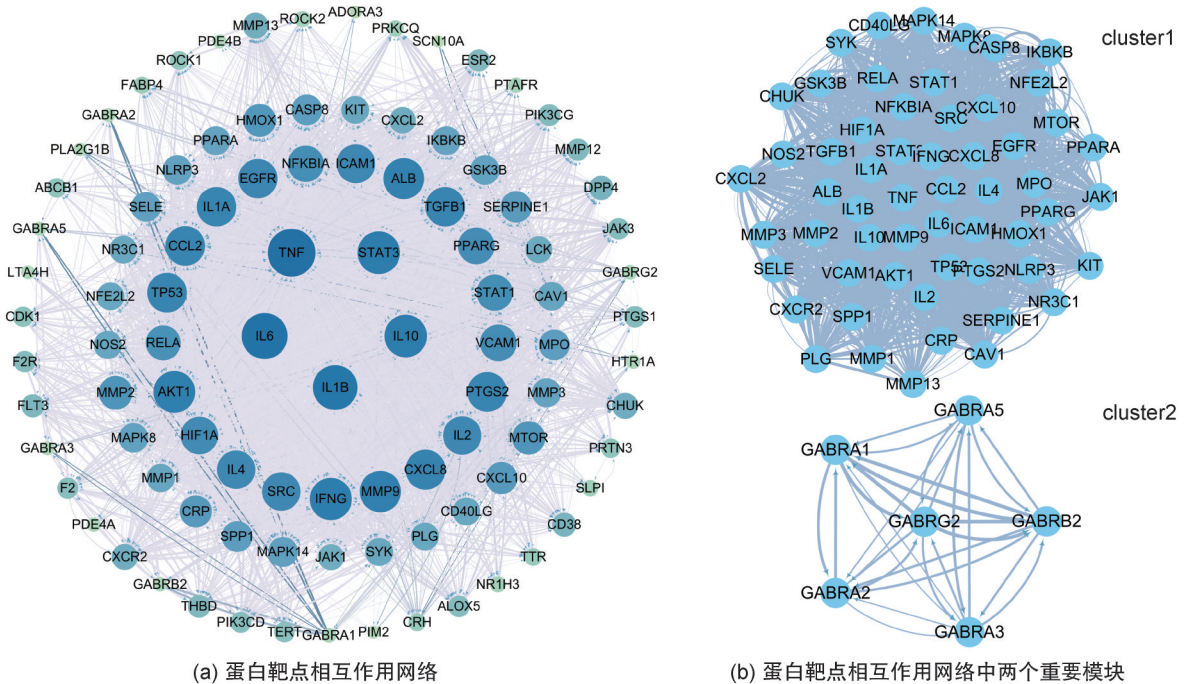 ADORA3
ROCK2
PRKCQ
MMP13
SCN10A
PDE4B
ESR2
ROCK1
PTAFR
FABP4
PIK3CG
GABRA2
MMP12
PLA2G1B
DPP4
ABCB1
JAK3
GABRA5
GABRG2
LTA4H
PTGS1
CDK1
HTR1A
F2R
CHUK
FLT3
PRTN3
GABRA3
SLPI
F2
CD38
PDE4A
TTR
CXCR2
NR1H3
GABRB2
ALOX5
THBD
CRH
PIK3CD
PIM2
TERT
GABRA1
CASP8
KIT
HMOX1
CXCL2
PPARA
IKBKB
NLRP3
GSK3B
SELE
SERPINE1
NR3C1
LCK
NFE2L2
CAV1
NOS2
MPO
MMP2
MMP3
MAPK8
MTOR
MMP1
CXCL10
CRP
CD40LG
SPP1
PLG
MAPK14
JAK1
SYK
NFKBIA
ICAM1
EGFR
ALB
IL1A
TGFB1
CCL2
PPARG
TP53
STAT1
RELA
VCAM1
AKT1
PTGS2
HIF1A
IL2
IL4
CXCL8
SRC
IFNG
MMP9
TNF
STAT3
IL6
IL10
IL1B
(a) 蛋白靶点相互作用网络
cluster1
CD40LG
MAPK14
MAPK8
SYK
CASP8
IKBKB
GSK3B
RELA
STAT1
NFE2L2
CHUK
NFKBIA
CXCL10
SRC
MTOR
HIF1A
NOS2
TGFB1
STAT3
IFNG
CXCL8
EGFR
PPARA
CXCL2
IL1A
ALB
TNF
CCL2
IL4
MPO
JAK1
IL1B
PPARG
MMP3
MMP2
IL10
MMP9
IL6
ICAM1
HMOX1
SELE
VCAM1
AKT1
TP53
PTGS2
NLRP3
KIT
CXCR2
SPP1
IL2
SERPINE1
NR3C1
PLG
MMP1
CRP
CAV1
MMP13
cluster2
GABRA5
GABRA1
GABRG2
GABRB2
GABRA2
GABRA3
(b) 蛋白靶点相互作用网络中两个重要模块